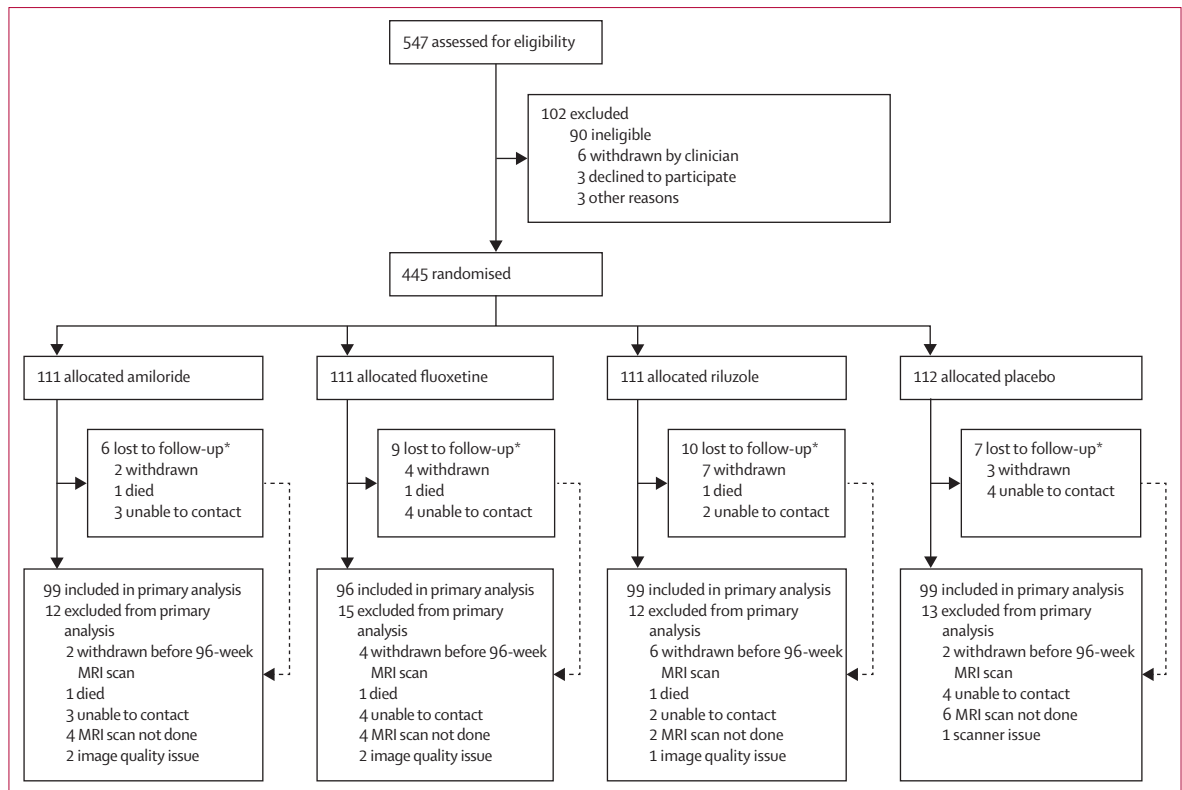 547 assessed for eligibility
102 excluded
90 ineligible
6 withdrawn by clinician
3 declined to participate
3 other reasons
445 randomised
111 allocated amiloride
111 allocated fluoxetine
111 allocated riluzole
112 allocated placebo
6 lost to follow-up*
2 withdrawn
1 died
3 unable to contact
9 lost to follow-up*
4 withdrawn
1 died
4 unable to contact
10 lost to follow-up*
7 withdrawn
1 died
2 unable to contact
7 lost to follow-up*
3 withdrawn
4 unable to contact
99 included in primary analysis
12 excluded from primary
analysis
2 withdrawn before 96-week
MRI scan
1 died
3 unable to contact
4 MRI scan not done
2 image quality issue
96 included in primary analysis
15 excluded from primary
analysis
4 withdrawn before 96-week
MRI scan
1 died
4 unable to contact
4 MRI scan not done
2 image quality issue
99 included in primary analysis
12 excluded from primary
analysis
6 withdrawn before 96-week
MRI scan
1 died
2 unable to contact
2 MRI scan not done
1 image quality issue
99 included in primary analysis
13 excluded from primary
analysis
2 withdrawn before 96-week
MRI scan
4 unable to contact
6 MRI scan not done
1 scanner issue